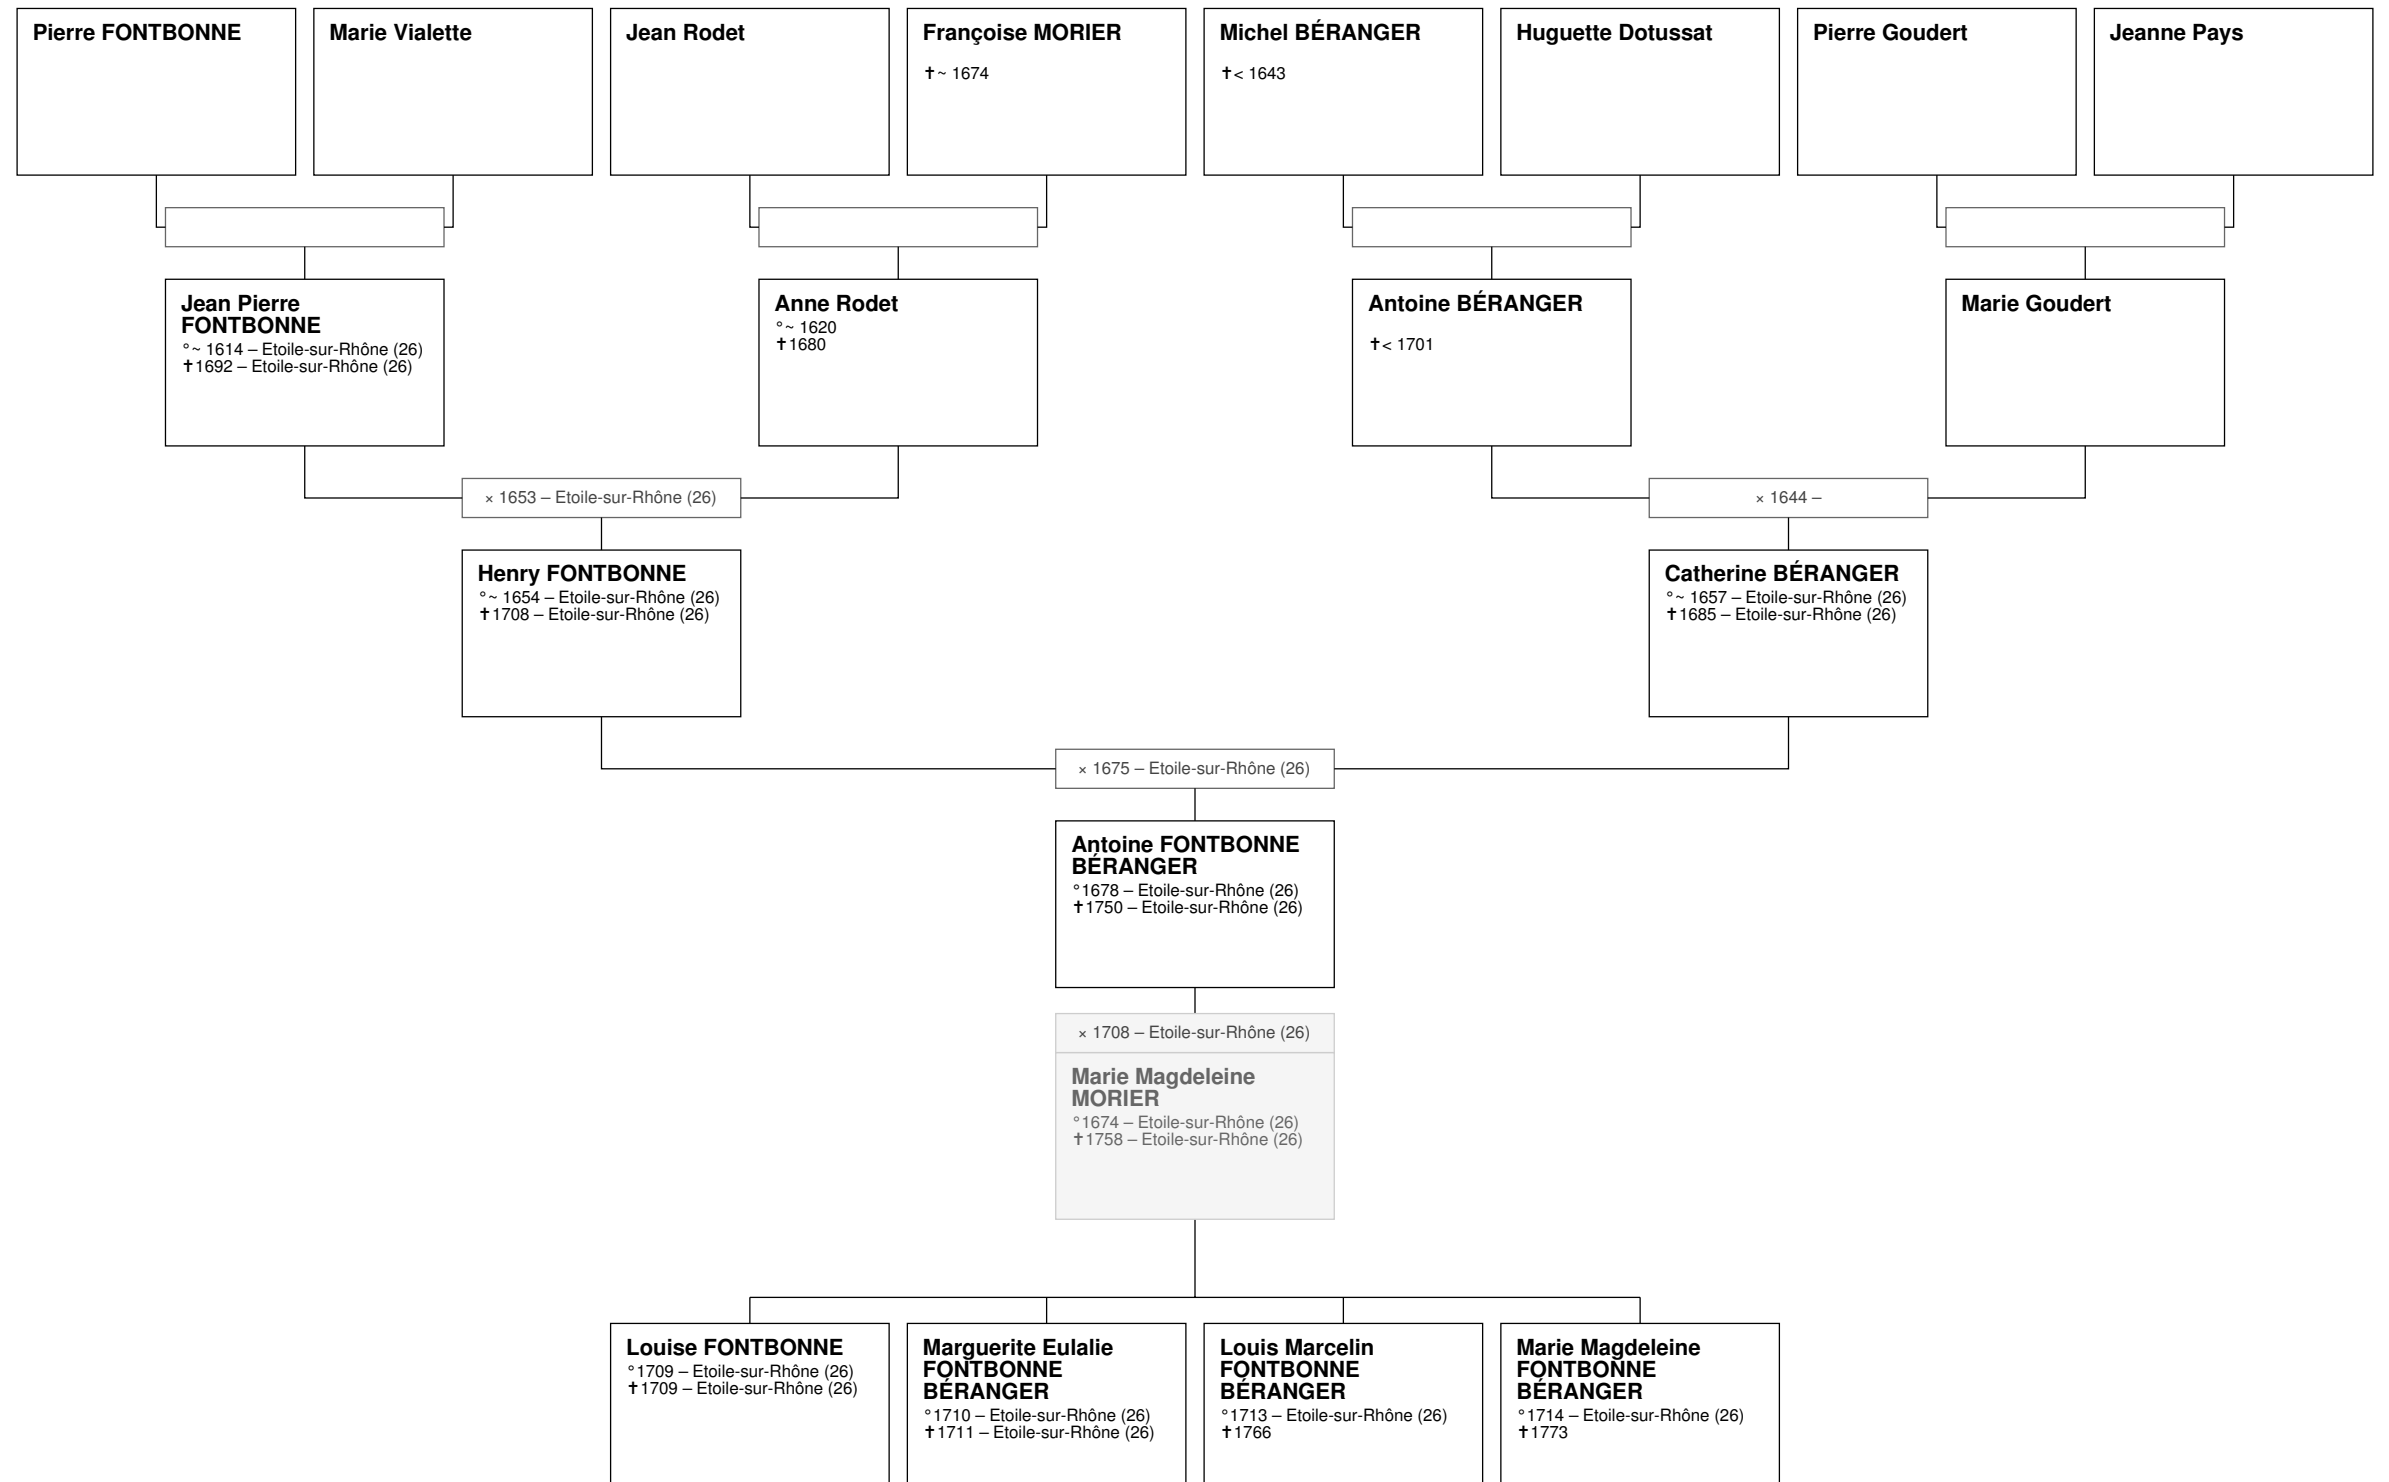 Pierre FONTBONNE
Marie Vialette
Jean Rodet
Françoise MORIER
✝~ 1674
Michel BÉRANGER
✝< 1643
Huguette Dotussat
Pierre Goudert
Jeanne Pays
Jean Pierre
FONTBONNE
°~ 1614 – Etoile-sur-Rhône (26)
✝1692 – Etoile-sur-Rhône (26)
Anne Rodet
°~ 1620
✝1680
Antoine BÉRANGER
✝< 1701
Marie Goudert
× 1653 – Etoile-sur-Rhône (26)
× 1644 –
Henry FONTBONNE
°~ 1654 – Etoile-sur-Rhône (26)
✝1708 – Etoile-sur-Rhône (26)
Catherine BÉRANGER
°~ 1657 – Etoile-sur-Rhône (26)
✝1685 – Etoile-sur-Rhône (26)
× 1675 – Etoile-sur-Rhône (26)
Antoine FONTBONNE
BÉRANGER
°1678 – Etoile-sur-Rhône (26)
✝1750 – Etoile-sur-Rhône (26)
× 1708 – Etoile-sur-Rhône (26)
Marie Magdeleine
MORIER
°1674 – Etoile-sur-Rhône (26)
✝1758 – Etoile-sur-Rhône (26)
Louise FONTBONNE
°1709 – Etoile-sur-Rhône (26)
✝1709 – Etoile-sur-Rhône (26)
Marguerite Eulalie
FONTBONNE
BÉRANGER
°1710 – Etoile-sur-Rhône (26)
✝1711 – Etoile-sur-Rhône (26)
Louis Marcelin
FONTBONNE
BÉRANGER
°1713 – Etoile-sur-Rhône (26)
✝1766
Marie Magdeleine
FONTBONNE
BÉRANGER
°1714 – Etoile-sur-Rhône (26)
✝1773